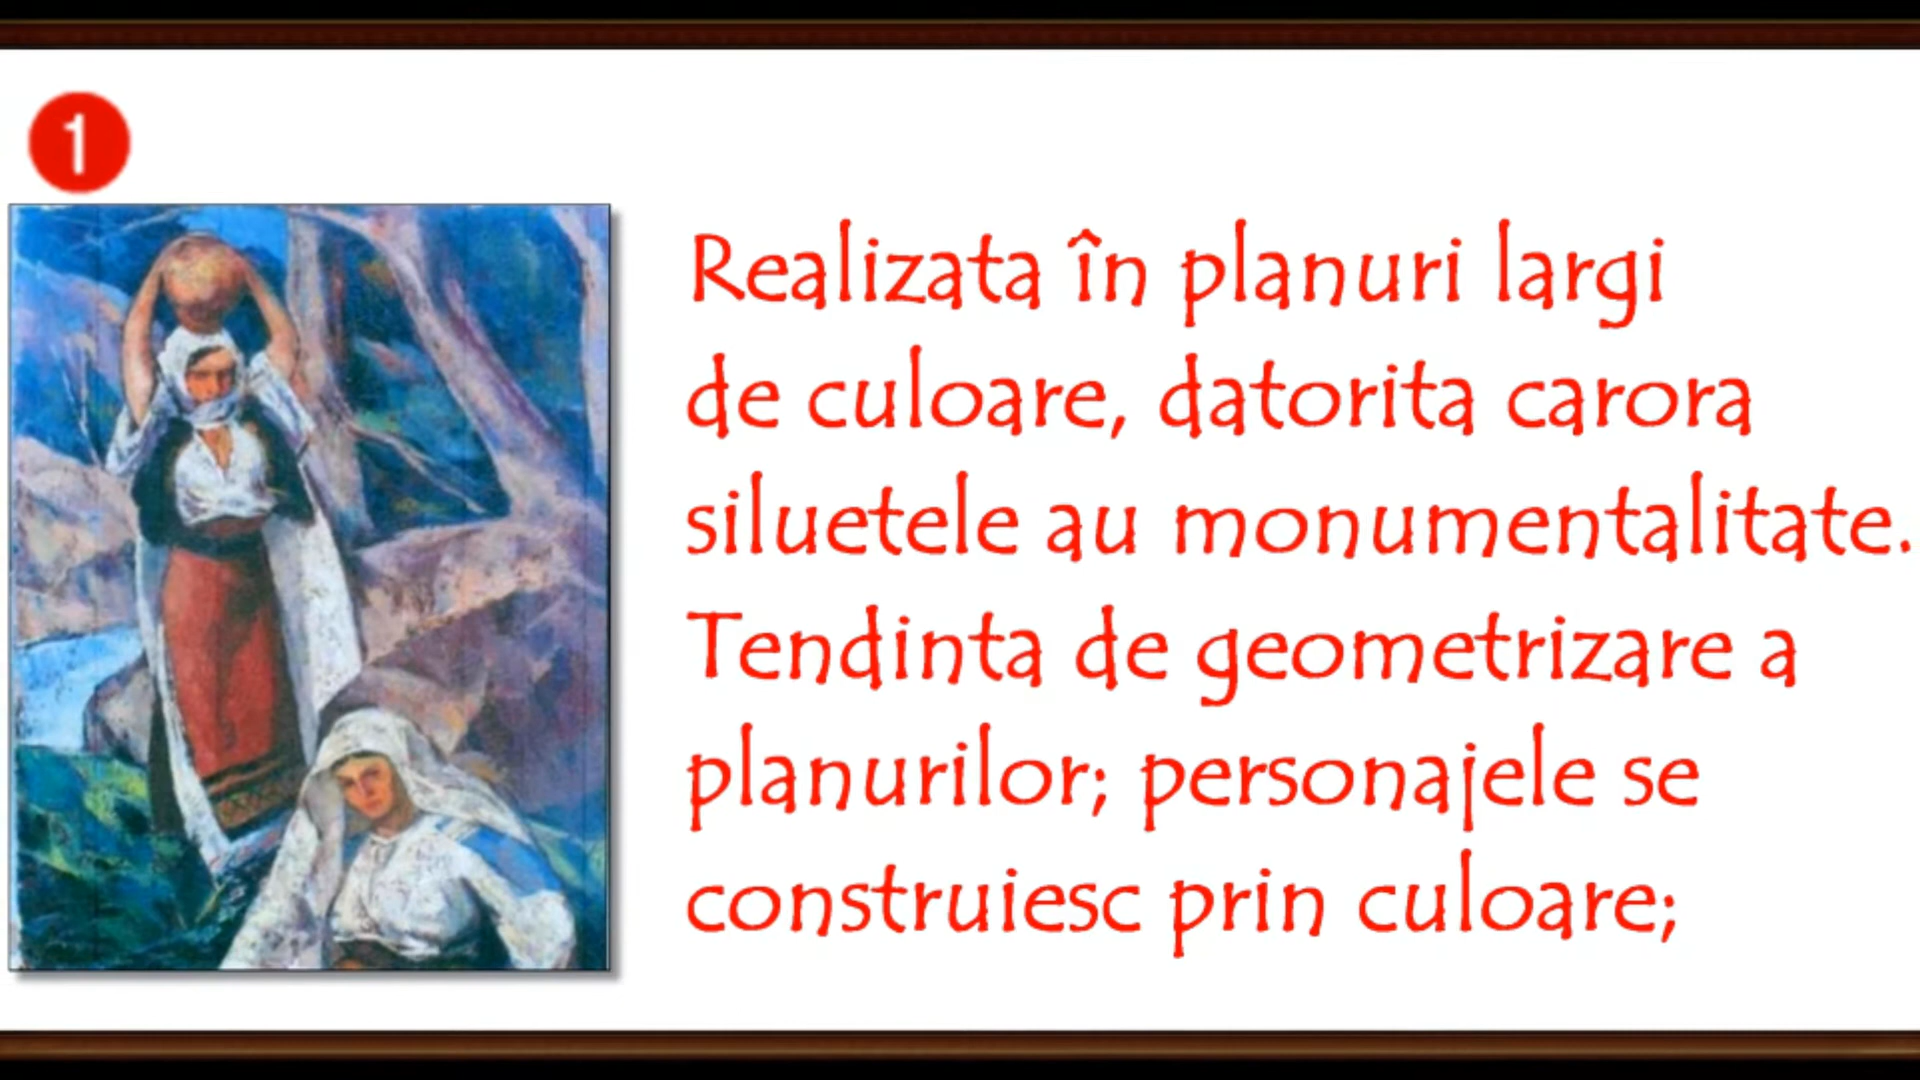 1
Realizata în planuri largi
de culoare, datorita carora
siluetele au monumentalitate.
Tendinta de geometrizare a
planurilor; personajele se
construiesc prin culoare;